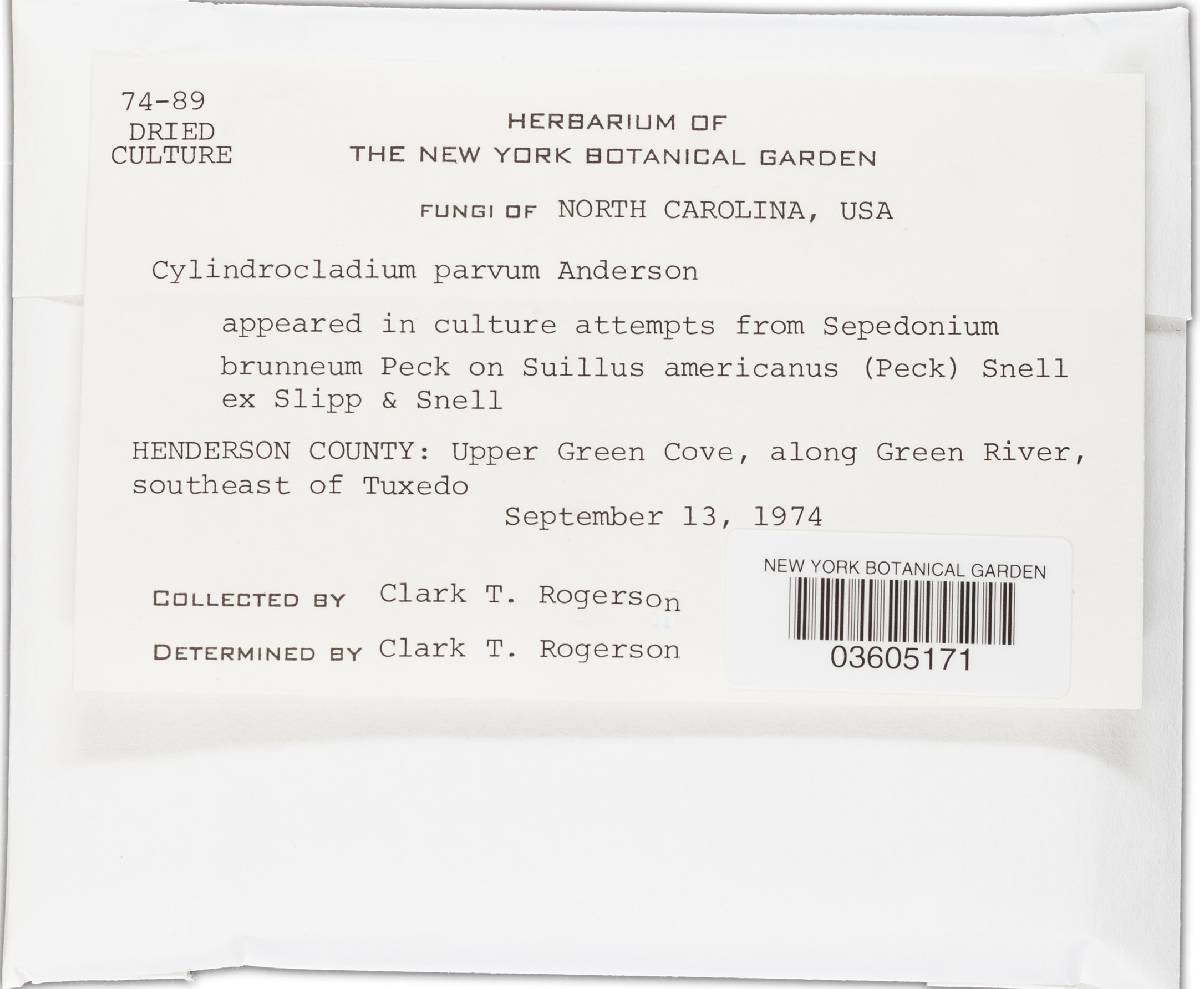 74-89
DRIED
CULTURE
HERBARIUM OF
THE NEW YORK BOTANICAL GARDEN
FUNGI OF NORTH CAROLINA, USA
Cylindrocladium parvum Anderson
appeared in culture attempts from Sepedonium
brunneum Peck on Suillus americanus (Peck) Snell
ex Slipp & Snell
HENDERSON COUNTY: Upper Green Cove, along Green River,
southeast of Tuxedo
September 13, 1974
COLLECTED BY Clark T. Rogerson
DETERMINED BY Clark T. Rogerson
NEW YORK BOTANICAL GARDEN
03605171